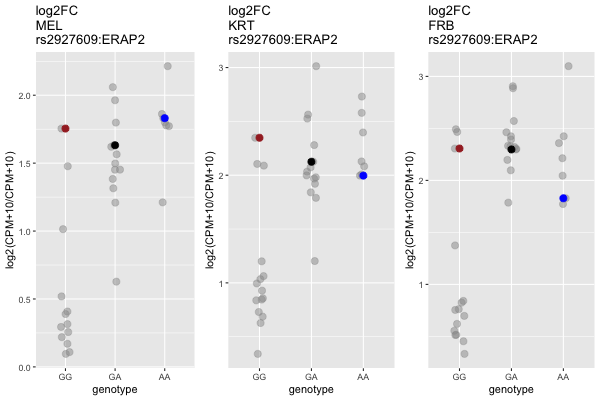 log2FC
MEL
rs2927609:ERAP2
log2(CPM+10/CPM+10)
2.0
1.5
1.0
0.5
0.0
GG GA AA
genotype
log2FC
KRT
rs2927609:ERAP2
log2(CPM+10/CPM+10)
3
2
1
GG GA AA
genotype
log2FC
FRB
rs2927609:ERAP2
log2(CPM+10/CPM+10)
3
2
1
GG GA AA
genotype